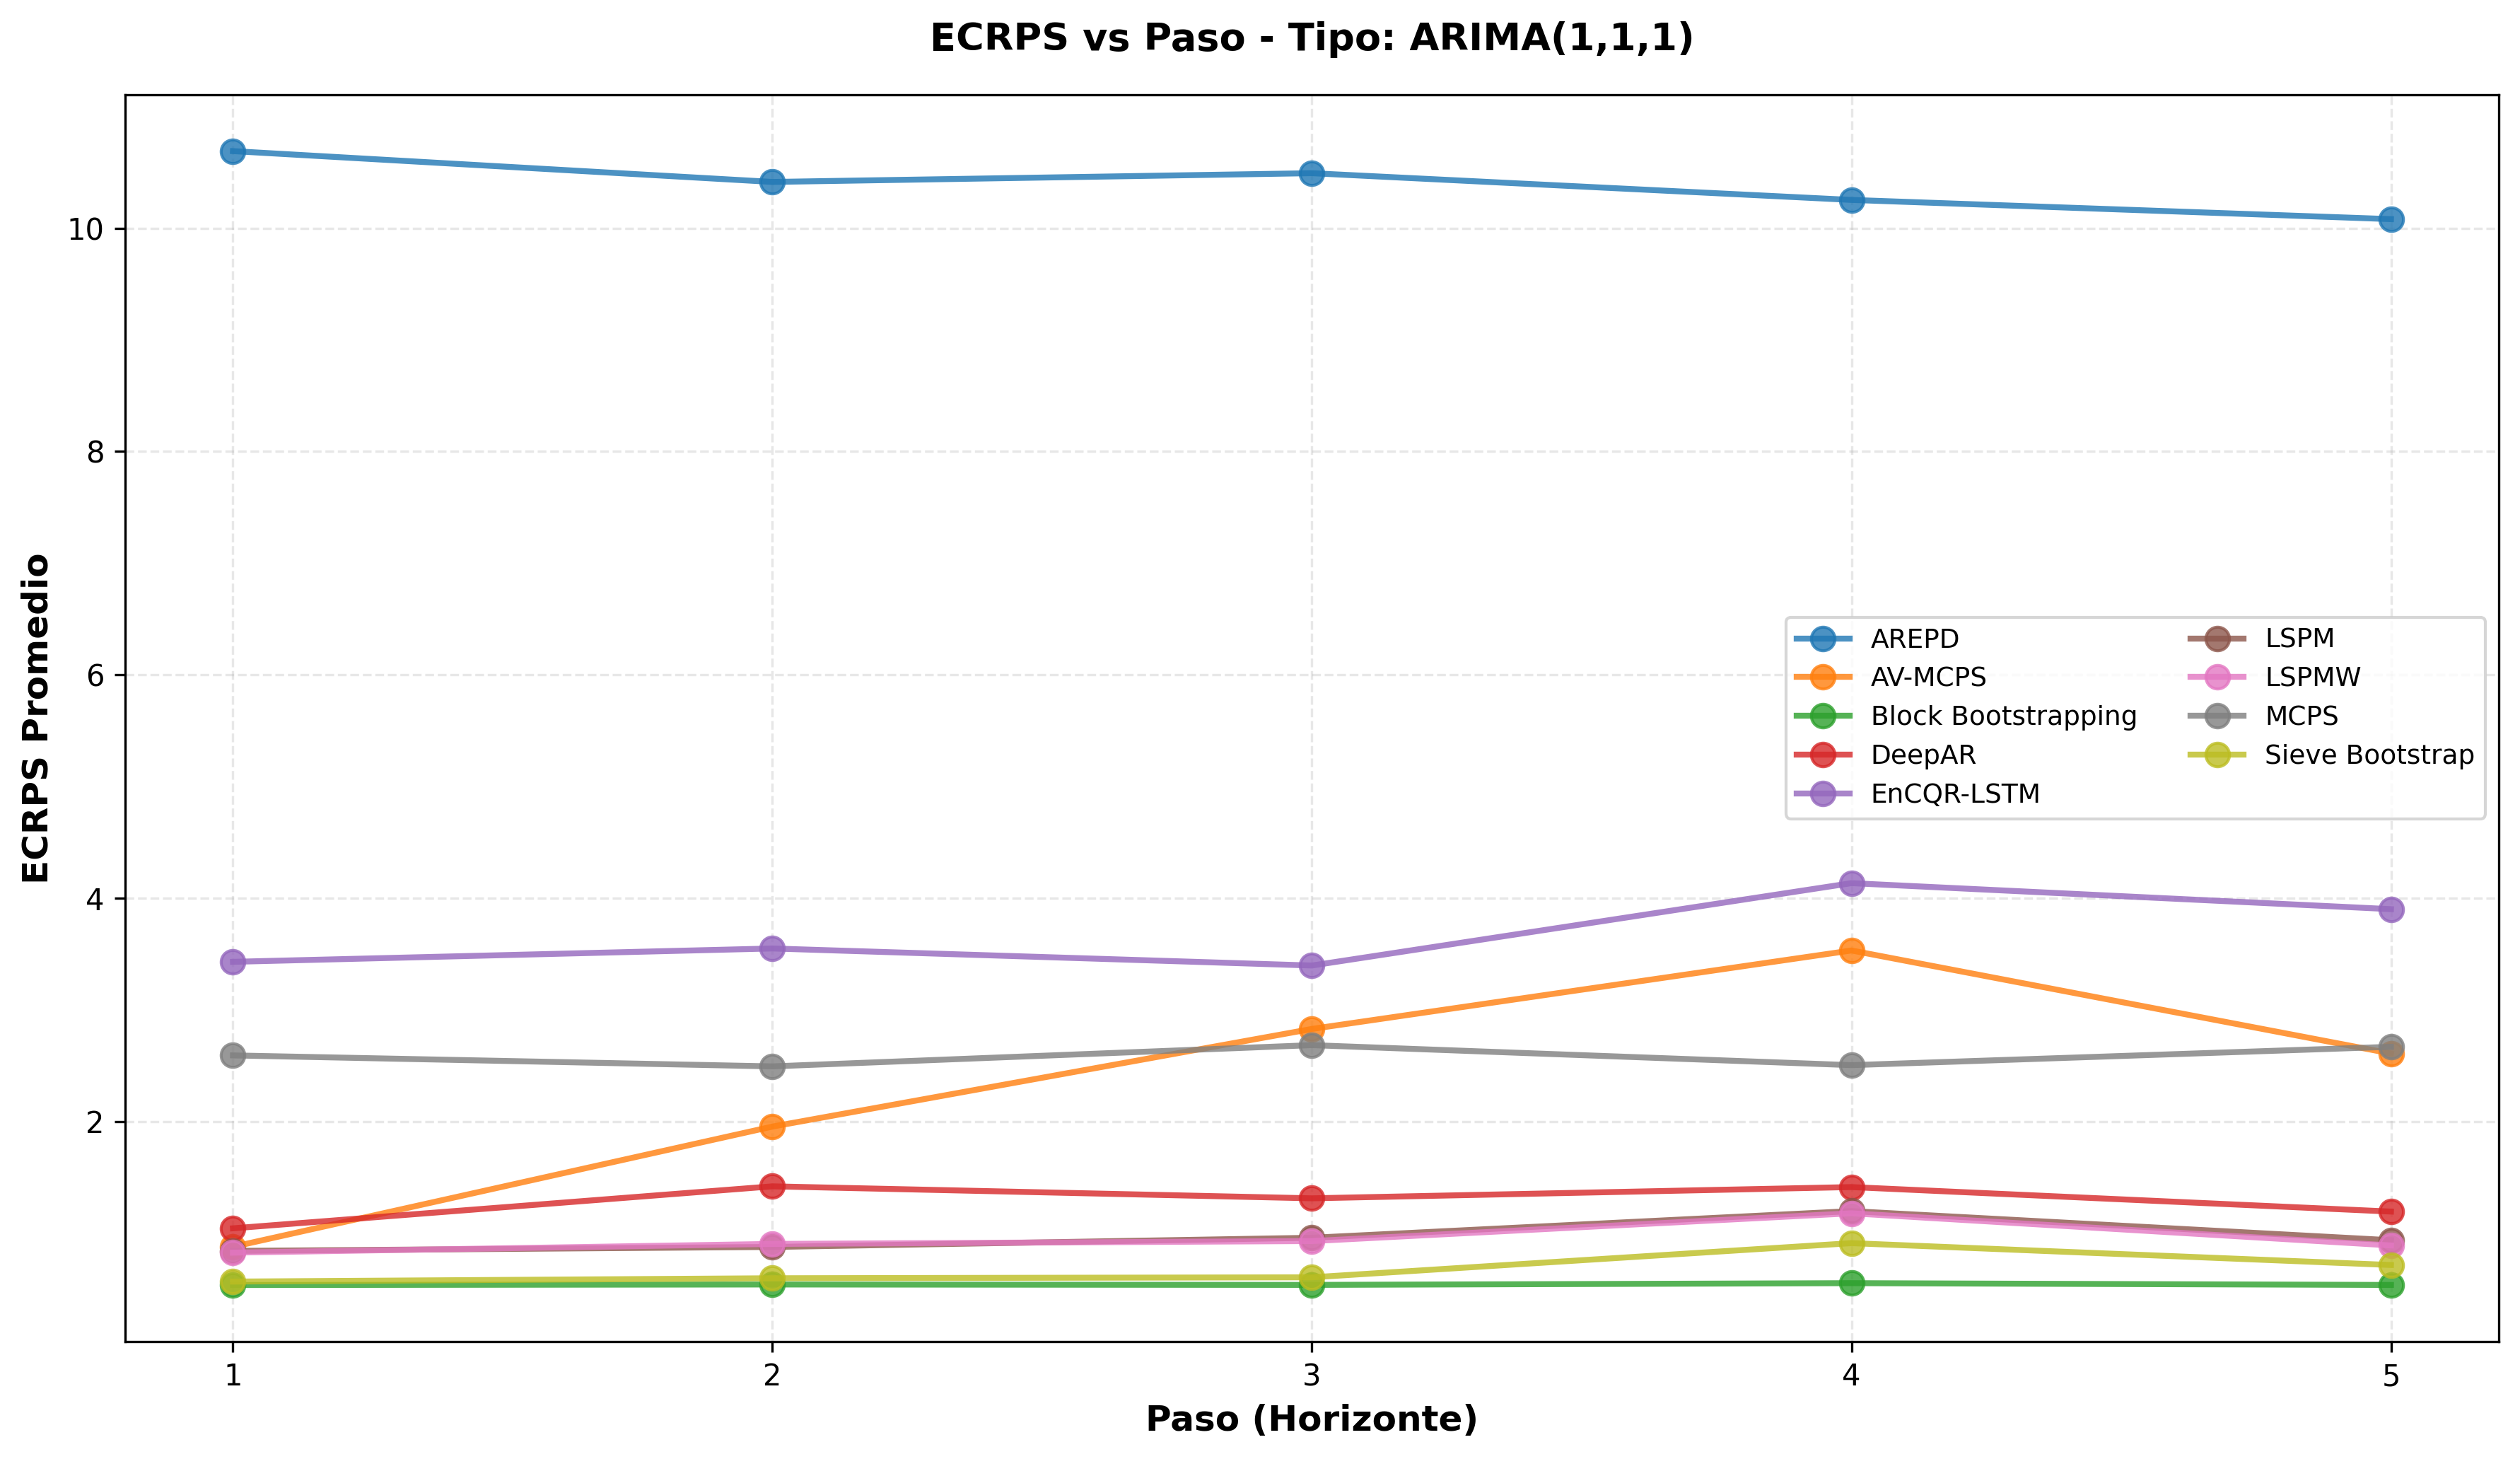 ECRPS vs Paso - Tipo: ARIMA(1,1,1)
ECRPS Promedio
10
8
6
4
2
AREPD
AV-MCPS
Block Bootstrapping
DeepAR
EnCQR-LSTM
LSPM
LSPMW
MCPS
Sieve Bootstrap
1 2 3 4 5
Paso (Horizonte)